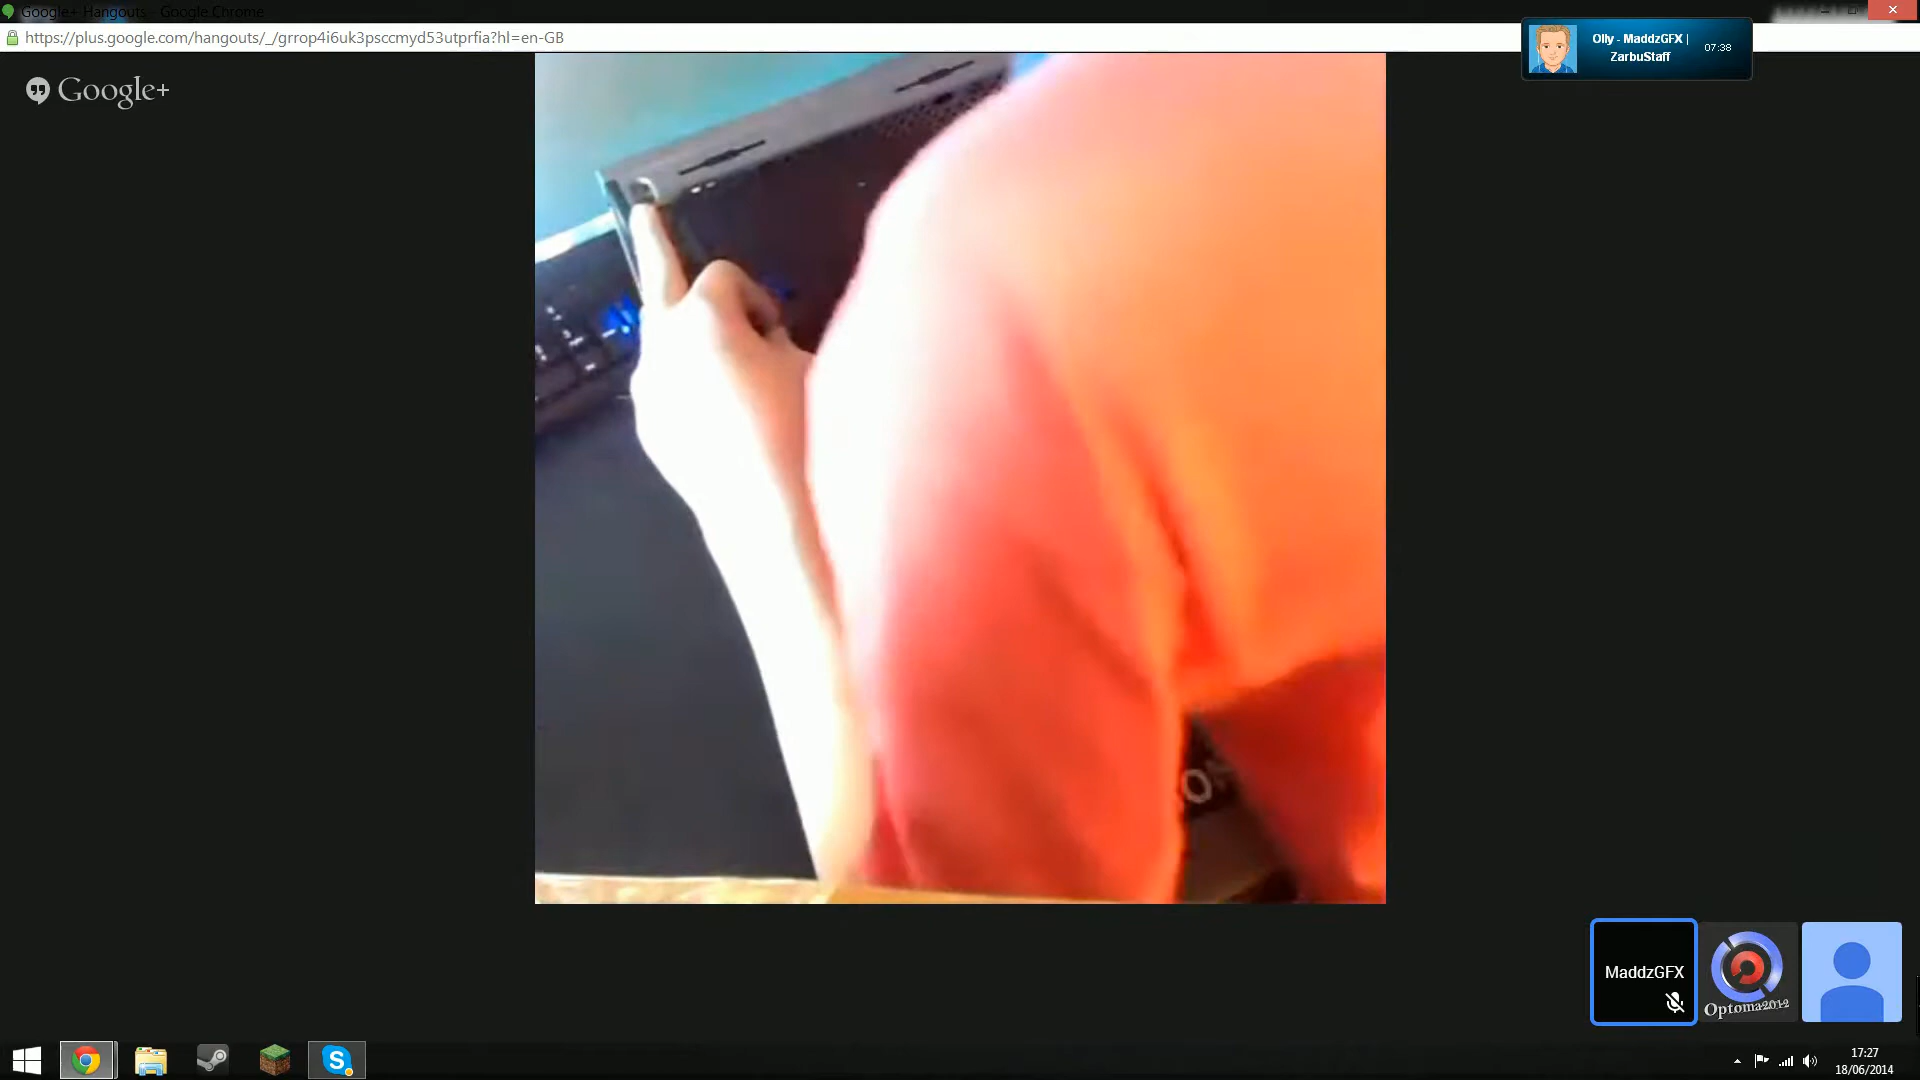 Google+ Hangouts - Google Chrome
https://plus.google.com/hangouts/_/grrop4i6uk3psccmyd53utprfia?hl=en-GB
Olly - MaddzGFX |
ZarbuStaff
07:38
Google+
MaddzGFX
Optoma2012
17:27
18/06/2014